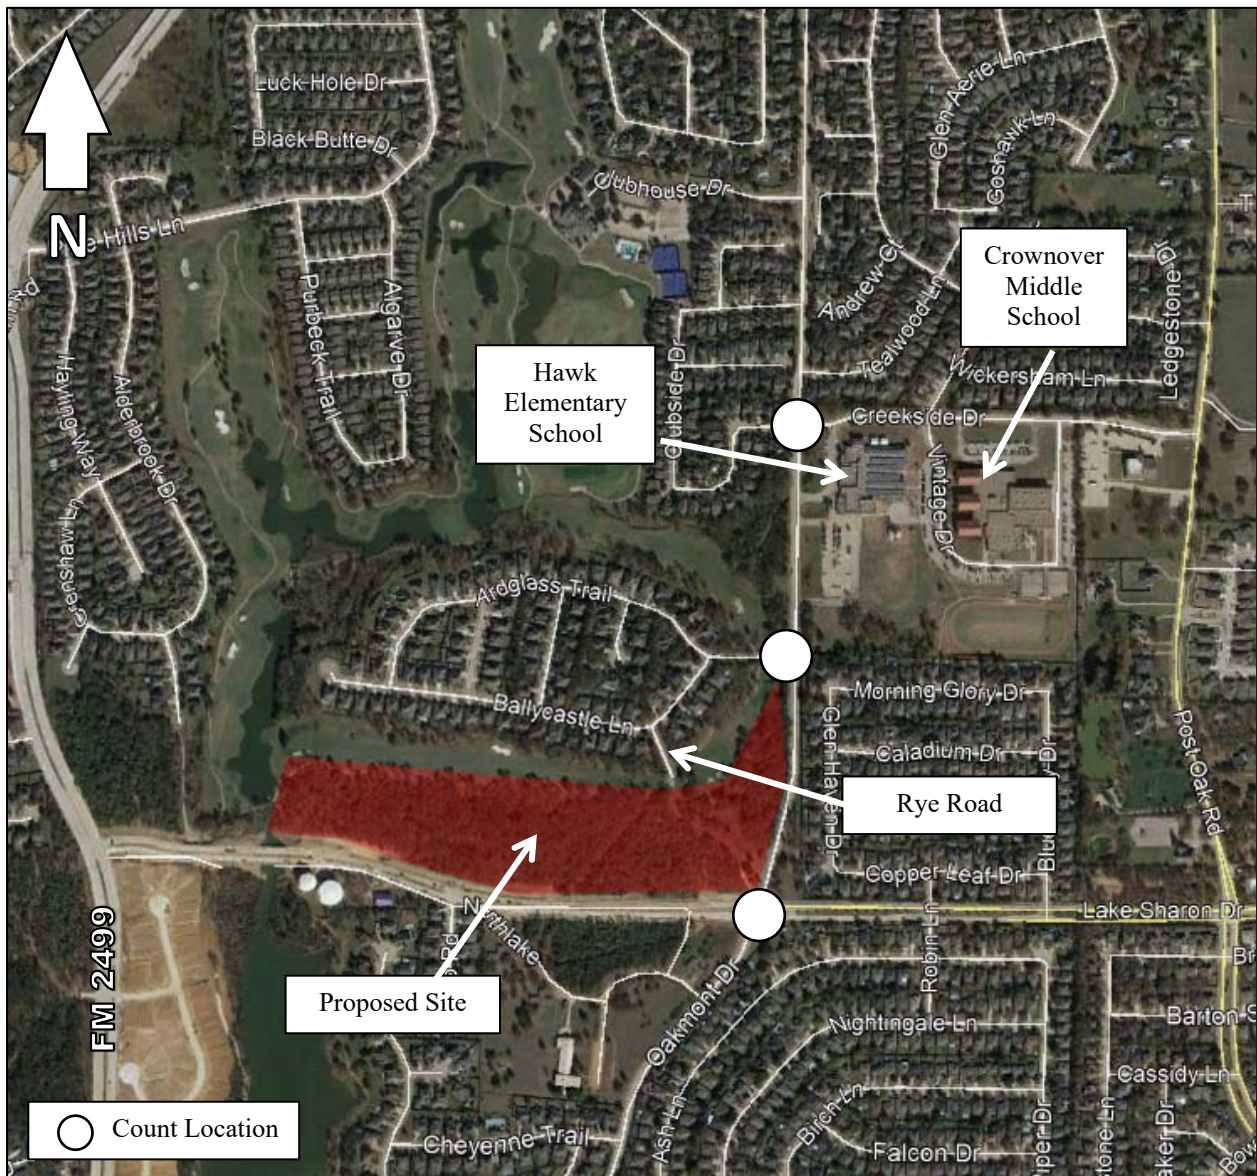 Luck Hole Dr
Black Butte Dr
Glen Aerie Ln
Goshawk Ln
Clubhouse Dr
N
e Hills Ln
Rd
Purbeck Trail
Algarve Dr
Andrew Ct
Tealwood Ln
Crownover
Middle
School
Ledgestone Dr
Wickersham Ln
Hawk
Elementary
School
Clubside Dr
Creekside Dr
Vintage Dr
Haying Way
Alderbrook Dr
Crenshaw Ln
Ardglass Trail
Ballycastle Ln
Morning Glory Dr
Glen Haven Dr
Caladium Dr
Post Oak Rd
Rye Road
Copper Leaf Dr
Lake Sharon Dr
Robin Ln
FM 2499
Rd
Proposed Site
Oakmont Dr
Nightingale Ln
Barton S
Cassidy Ln
Ash Ln
Birch Ln
Cheyenne Trail
Falcon Dr
Count Location